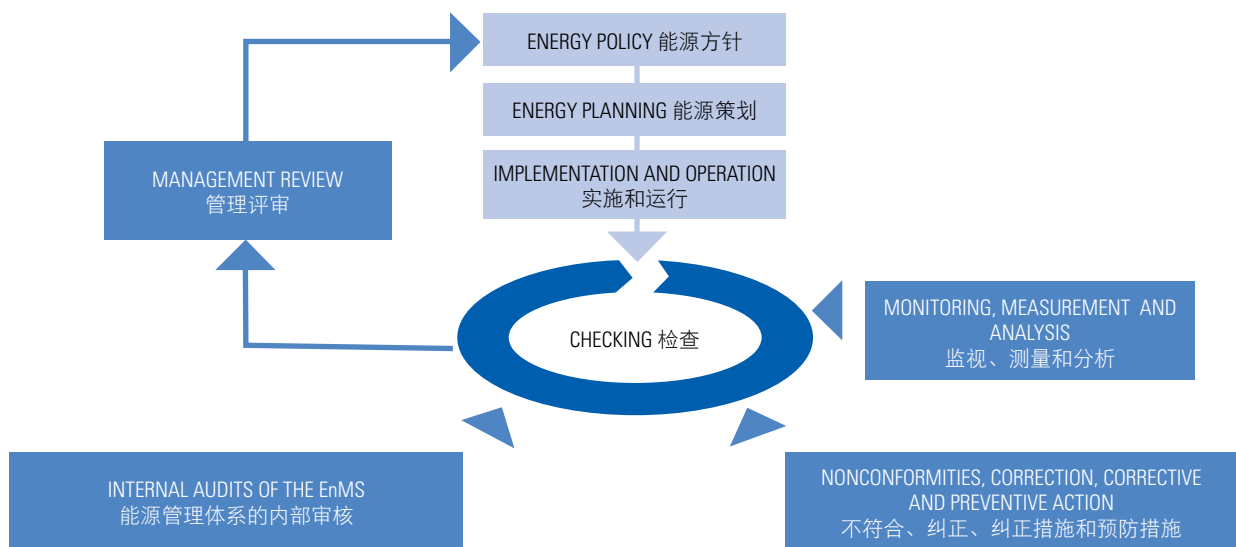 ENERGY POLICY 能源方针
ENERGY PLANNING 能源策划
IMPLEMENTATION AND OPERATION
实施和运行
MANAGEMENT REVIEW
管理评审
CHECKING 检查
MONITORING, MEASUREMENT AND
ANALYSIS
监视、测量和分析
INTERNAL AUDITS OF THE EnMS
能源管理体系的内部审核
NONCONFORMITIES, CORRECTION, CORRECTIVE
AND PREVENTIVE ACTION
不符合、纠正、纠正措施和预防措施